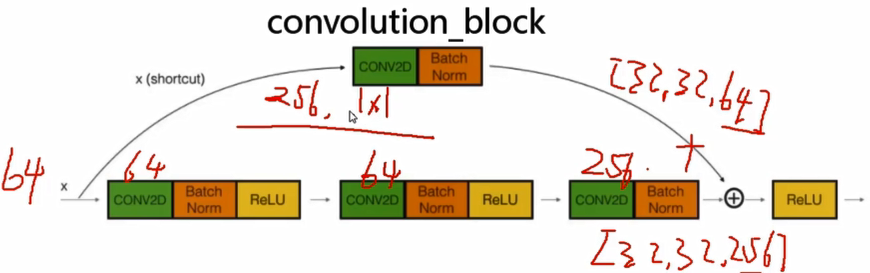 convolution_block
CONV2D Batch Norm
x (shortcut)
[32,32,64]
256, 1x1
64
x
64
64
256.
CONV2D Batch Norm ReLU
CONV2D Batch Norm ReLU
CONV2D Batch Norm
+
ReLU
[32,32,256]